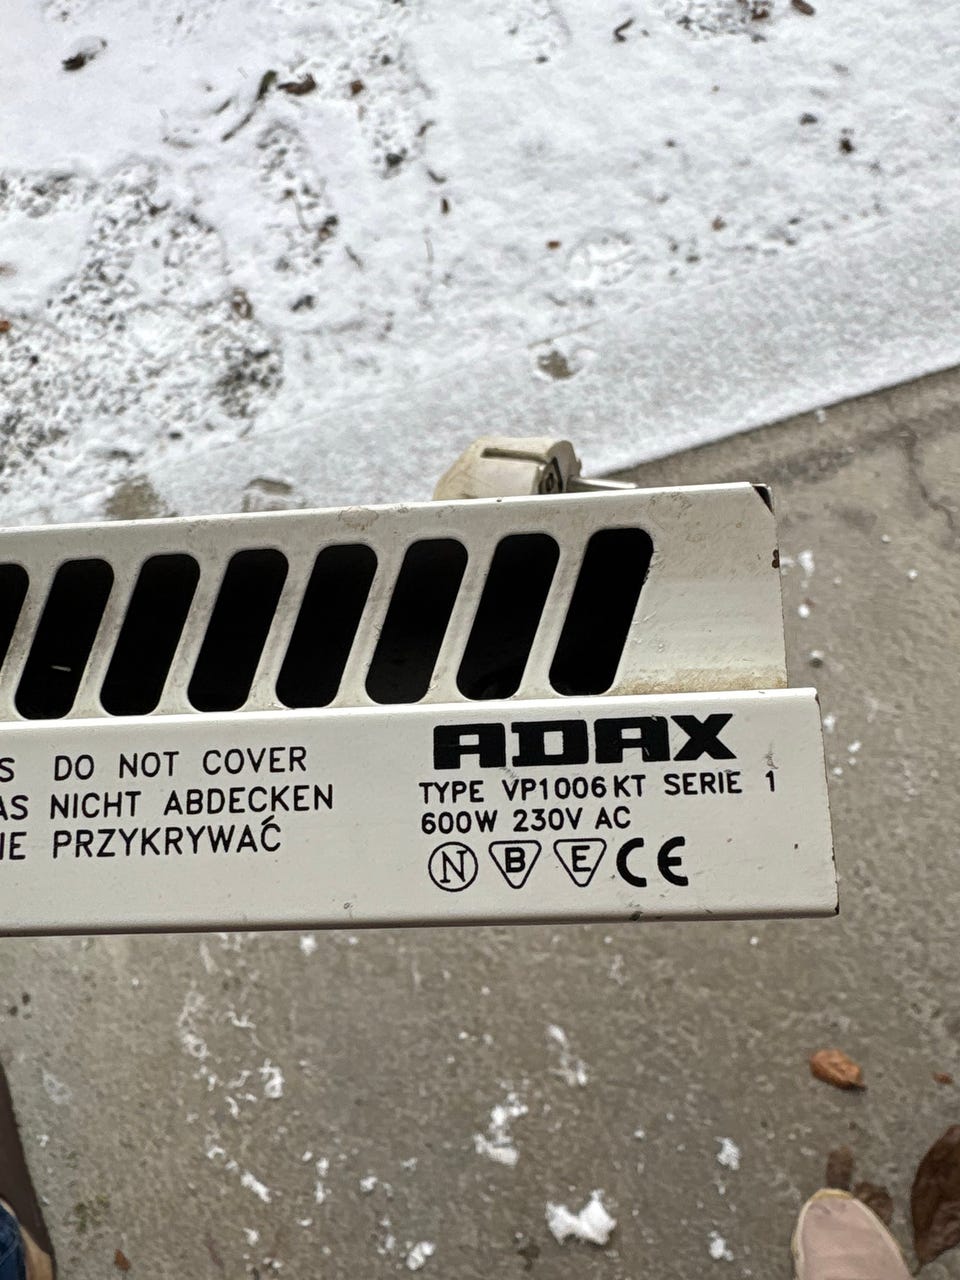 S DO NOT COVER
AS NICHT ABDECKEN
IE PRZYKRYWAĆ
ADAX
TYPE VP1006 KT SERIE 1
600W 230V AC
N B E CE